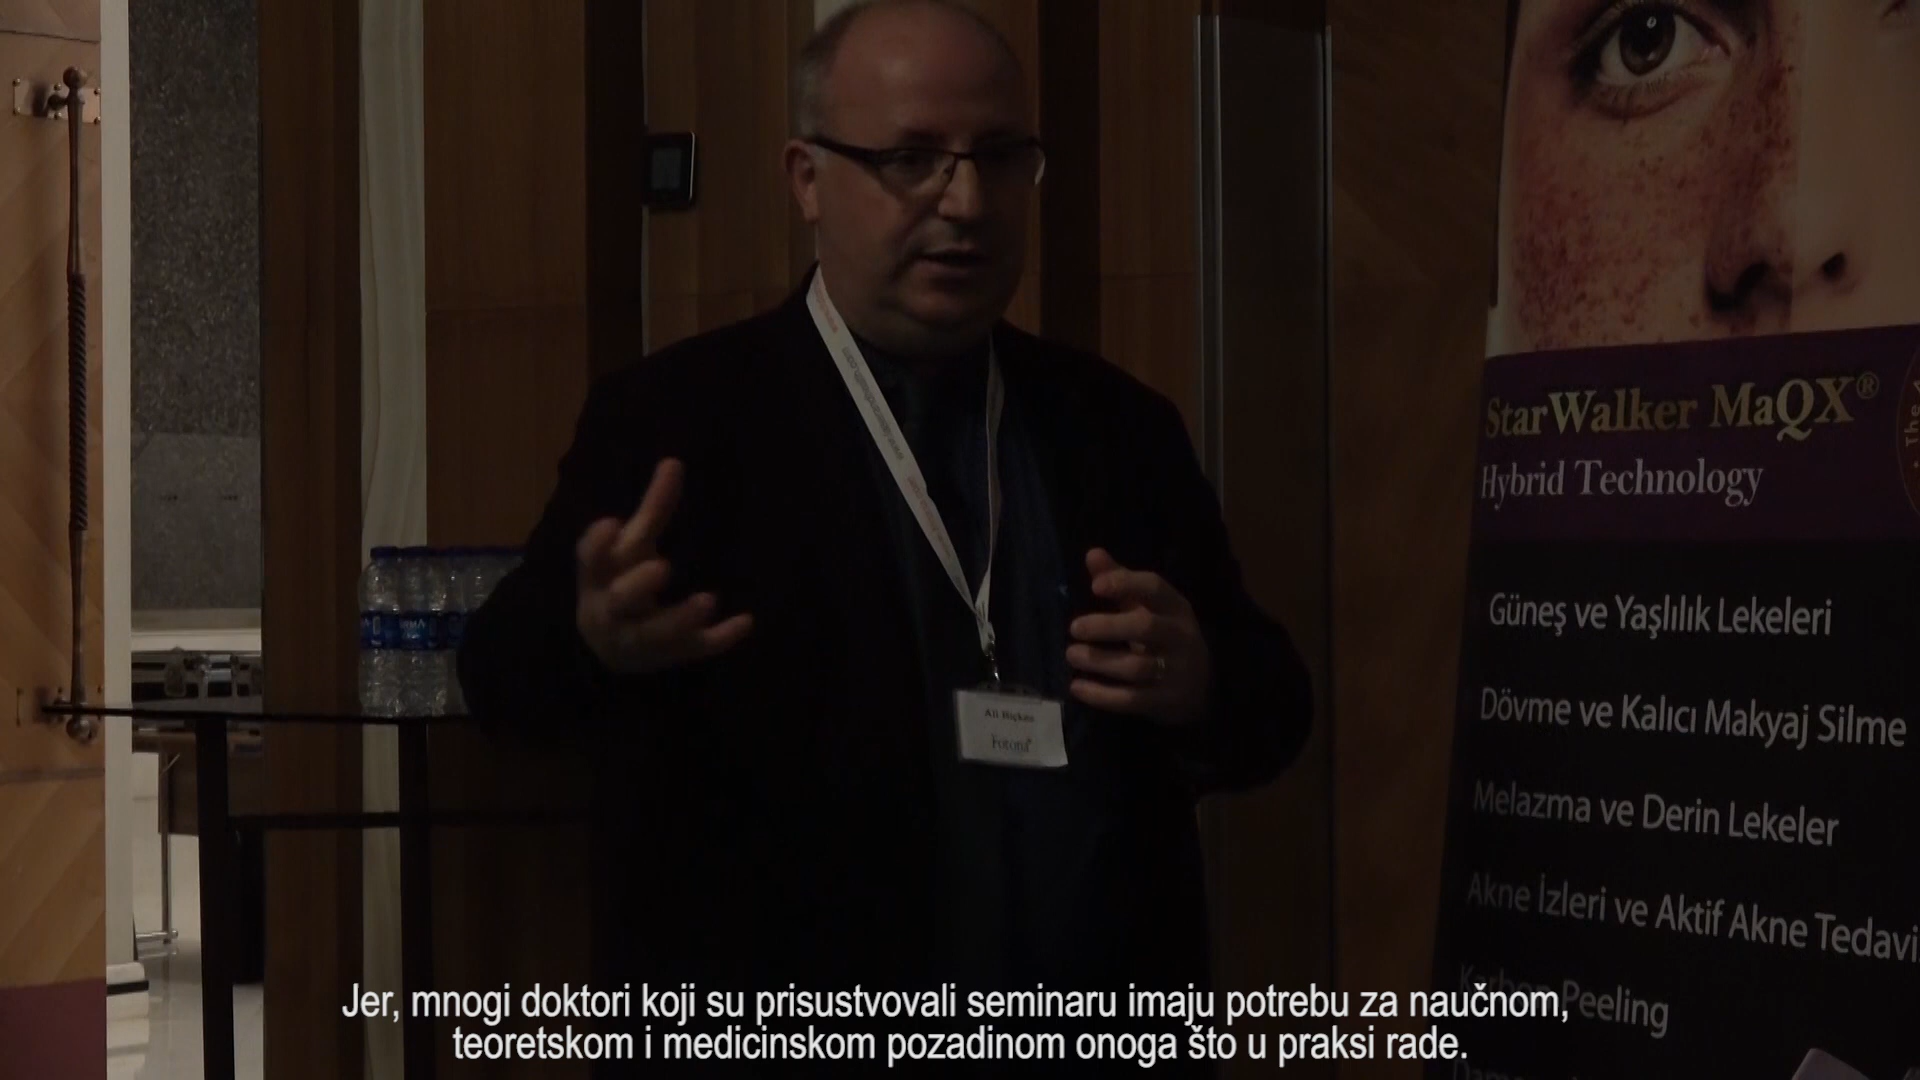 StarWalker MaQX®
Hybrid Technology
Güneş ve Yaşlılık Lekeleri
Dövme ve Kalıcı Makyaj Silme
Melazma ve Derin Lekeler
Akne İzleri ve Aktif Akne Tedavi
Peeling
Ali
Fotona
Jer, mnogi doktori koji su prisustvovali seminaru imaju potrebu za naučnom,
teoretskom i medicinskom pozadinom onoga što u praksi rade.